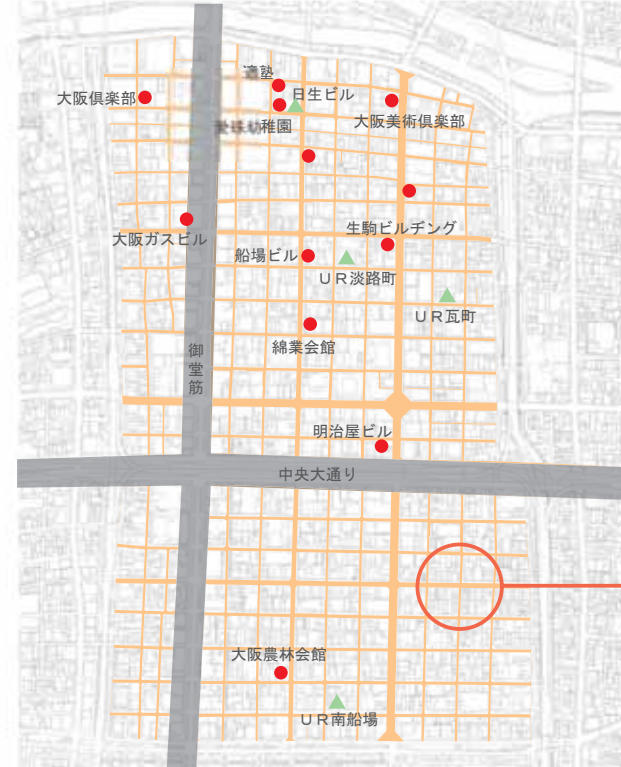 適塾
日生ビル
大阪倶楽部
大阪美術倶楽部
愛珠幼稚園
生駒ビルヂング
大阪ガスビル
船場ビル
UR淡路町
UR瓦町
綿業会館
御堂筋
明治屋ビル
中央大通り
大阪農林会館
UR南船場